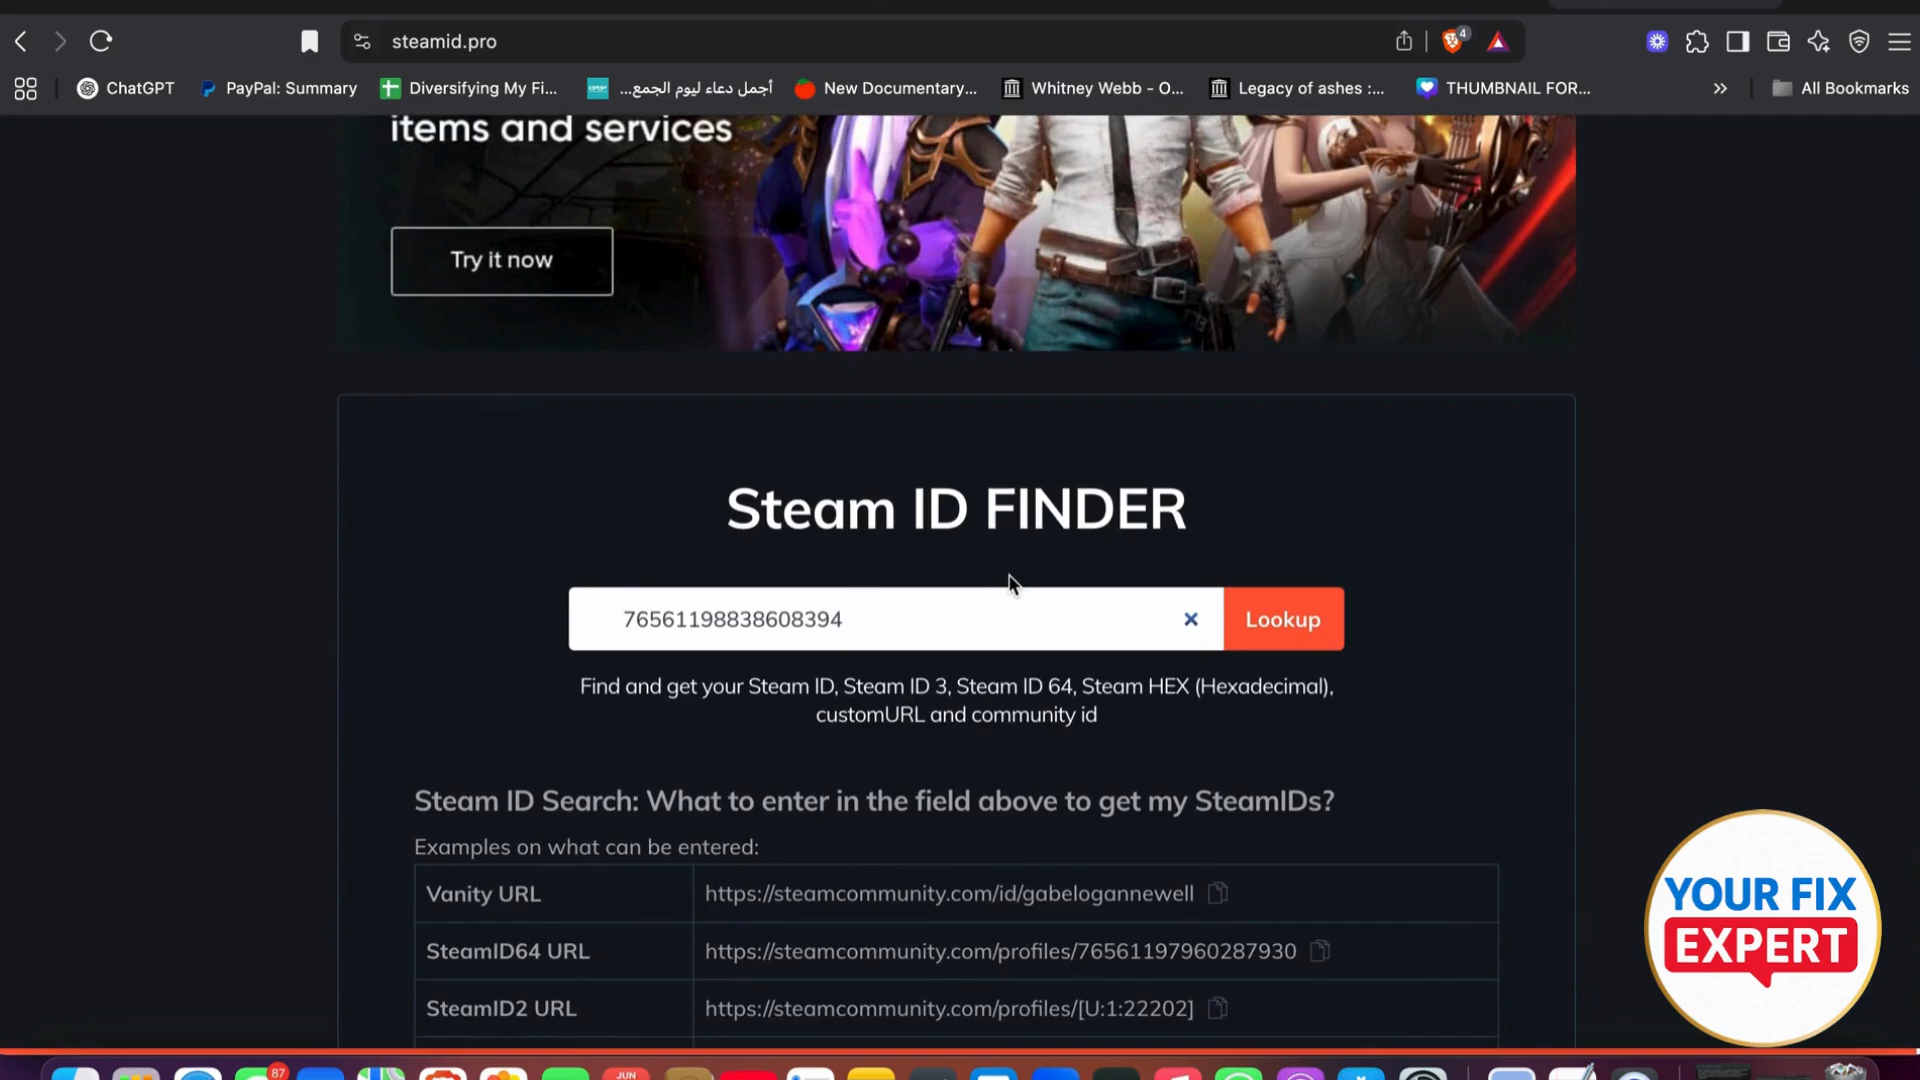 steamid.pro
4
ChatGPT
PayPal: Summary
Diversifying My Fi...
أجمل دعاء ليوم الجمع...
New Documentary...
Whitney Webb - O...
Legacy of ashes :...
THUMBNAIL FOR...
»
All Bookmarks
items and services
Try it now
Steam ID FINDER
76561198838608394
Lookup
Find and get your Steam ID, Steam ID 3, Steam ID 64, Steam HEX (Hexadecimal),
customURL and community id
Steam ID Search: What to enter in the field above to get my SteamIDs?
Examples on what can be entered:
Vanity URL https://steamcommunity.com/id/gabelogannewell
SteamID64 URL https://steamcommunity.com/profiles/76561197960287930
SteamID2 URL https://steamcommunity.com/profiles/[U:1:22202]
YOUR FIX
EXPERT
87
JUN